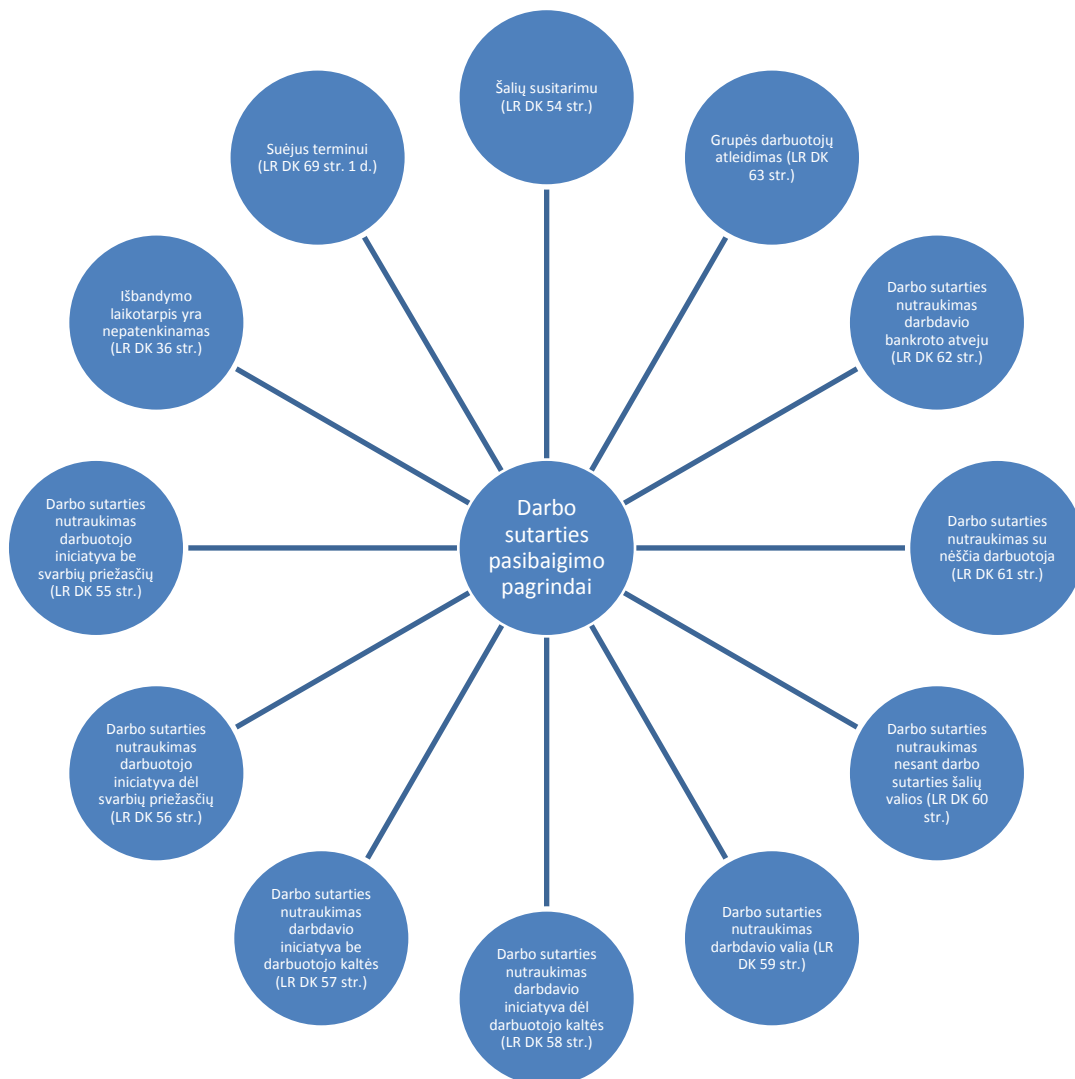 Šalių susitarimu
(LR DK 54 str.)
Grupės darbuotojų
atleidimas (LR DK
63 str.)
Darbo sutarties
nutraukimas
darbdavio
bankroto atveju
(LR DK 62 str.)
Darbo sutarties
nutraukimas su
nėščia darbuotoja
(LR DK 61 str.)
Darbo sutarties
nutraukimas
nesant darbo
sutarties šalių
valios (LR DK 60
str.)
Darbo sutarties
nutraukimas
darbdavio valia (LR
DK 59 str.)
Darbo sutarties
nutraukimas
darbdavio
iniciatyva dėl
darbuotojo kaltės
(LR DK 58 str.)
Darbo sutarties
nutraukimas
darbdavio
iniciatyva be
darbuotojo kaltės
(LR DK 57 str.)
Darbo sutarties
nutraukimas
darbuotojo
iniciatyva dėl
svarbių priežasčių
(LR DK 56 str.)
Darbo sutarties
nutraukimas
darbuotojo
iniciatyva be
svarbių priežasčių
(LR DK 55 str.)
Išbandymo
laikotarpis yra
nepatenkinamas
(LR DK 36 str.)
Suėjus terminui
(LR DK 69 str. 1 d.)
Darbo
sutarties
pasibaigimo
pagrindai